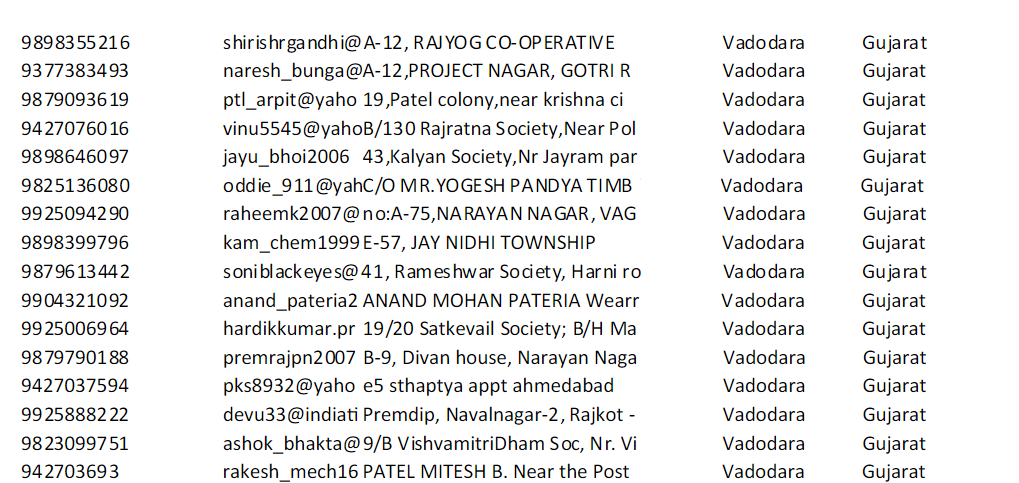 9898355216 shirishrgandhi@ A-12, RAJYOG CO-OPERATIVE Vadodara Gujarat
9377383493 naresh_bunga@ A-12,PROJECT NAGAR, GOTRI R Vadodara Gujarat
9879093619 ptl_arpit@yaho 19,Patel colony,near krishna ci Vadodara Gujarat
9427076016 vinu5545@yaho B/130 Rajratna Society,Near Pol Vadodara Gujarat
9898646097 jayu_bhoi2006 43,Kalyan Society,Nr Jayram par Vadodara Gujarat
9825136080 oddie_911@yah C/O MR.YOGESH PANDYA TIMB Vadodara Gujarat
9925094290 raheemk2007@ no:A-75,NARAYAN NAGAR, VAG Vadodara Gujarat
9898399796 kam_chem1999 E-57, JAY NIDHI TOWNSHIP Vadodara Gujarat
9879613442 soniblackeyes@ 41, Rameshwar Society, Harni ro Vadodara Gujarat
9904321092 anand_pateria2 ANAND MOHAN PATERIA Wearr Vadodara Gujarat
9925006964 hardikkumar.pr 19/20 Satkevail Society; B/H Ma Vadodara Gujarat
9879790188 premrajpn2007 B-9, Divan house, Narayan Naga Vadodara Gujarat
9427037594 pks8932@yaho e5 sthaptya appt ahmedabad Vadodara Gujarat
9925888222 devu33@indiati Premdip, Navalnagar-2, Rajkot - Vadodara Gujarat
9823099751 ashok_bhakta@ 9/B VishvamitriDham Soc, Nr. Vi Vadodara Gujarat
942703693 rakesh_mech16 PATEL MITESH B. Near the Post Vadodara Gujarat